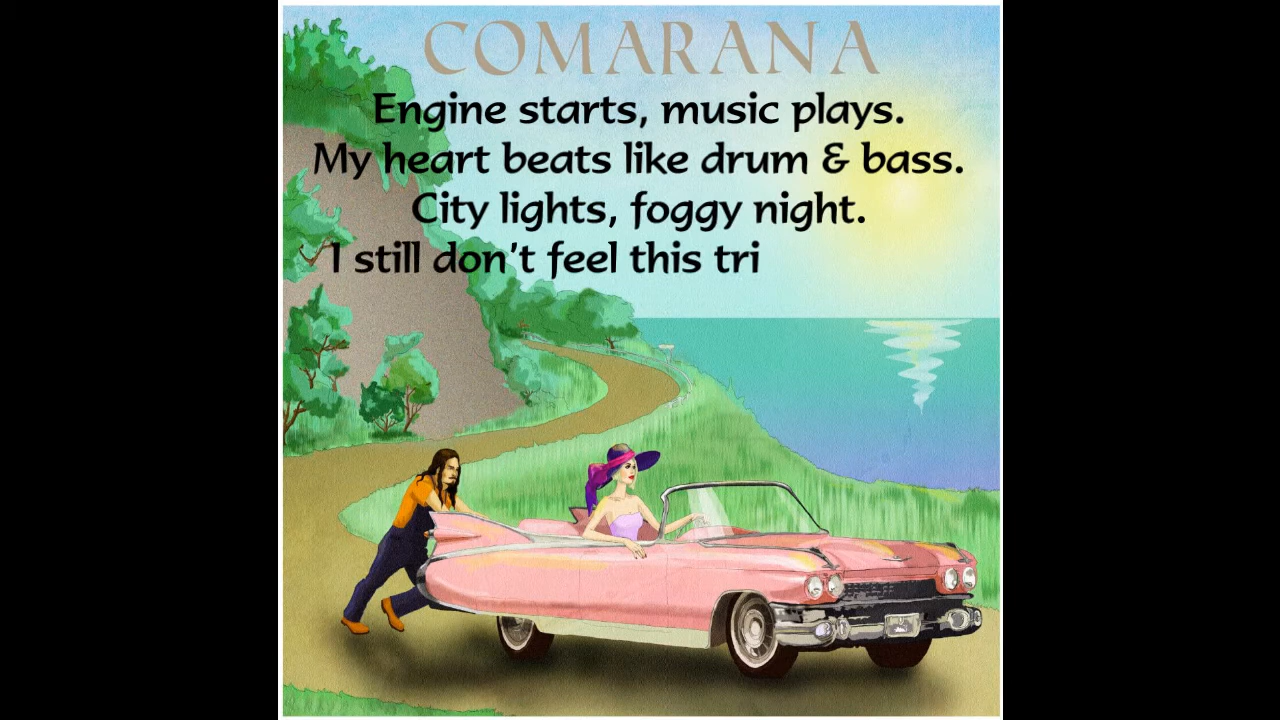 COMARANA
Engine starts, music plays.
My heart beats like drum & bass.
City lights, foggy night.
I still don't feel this tri